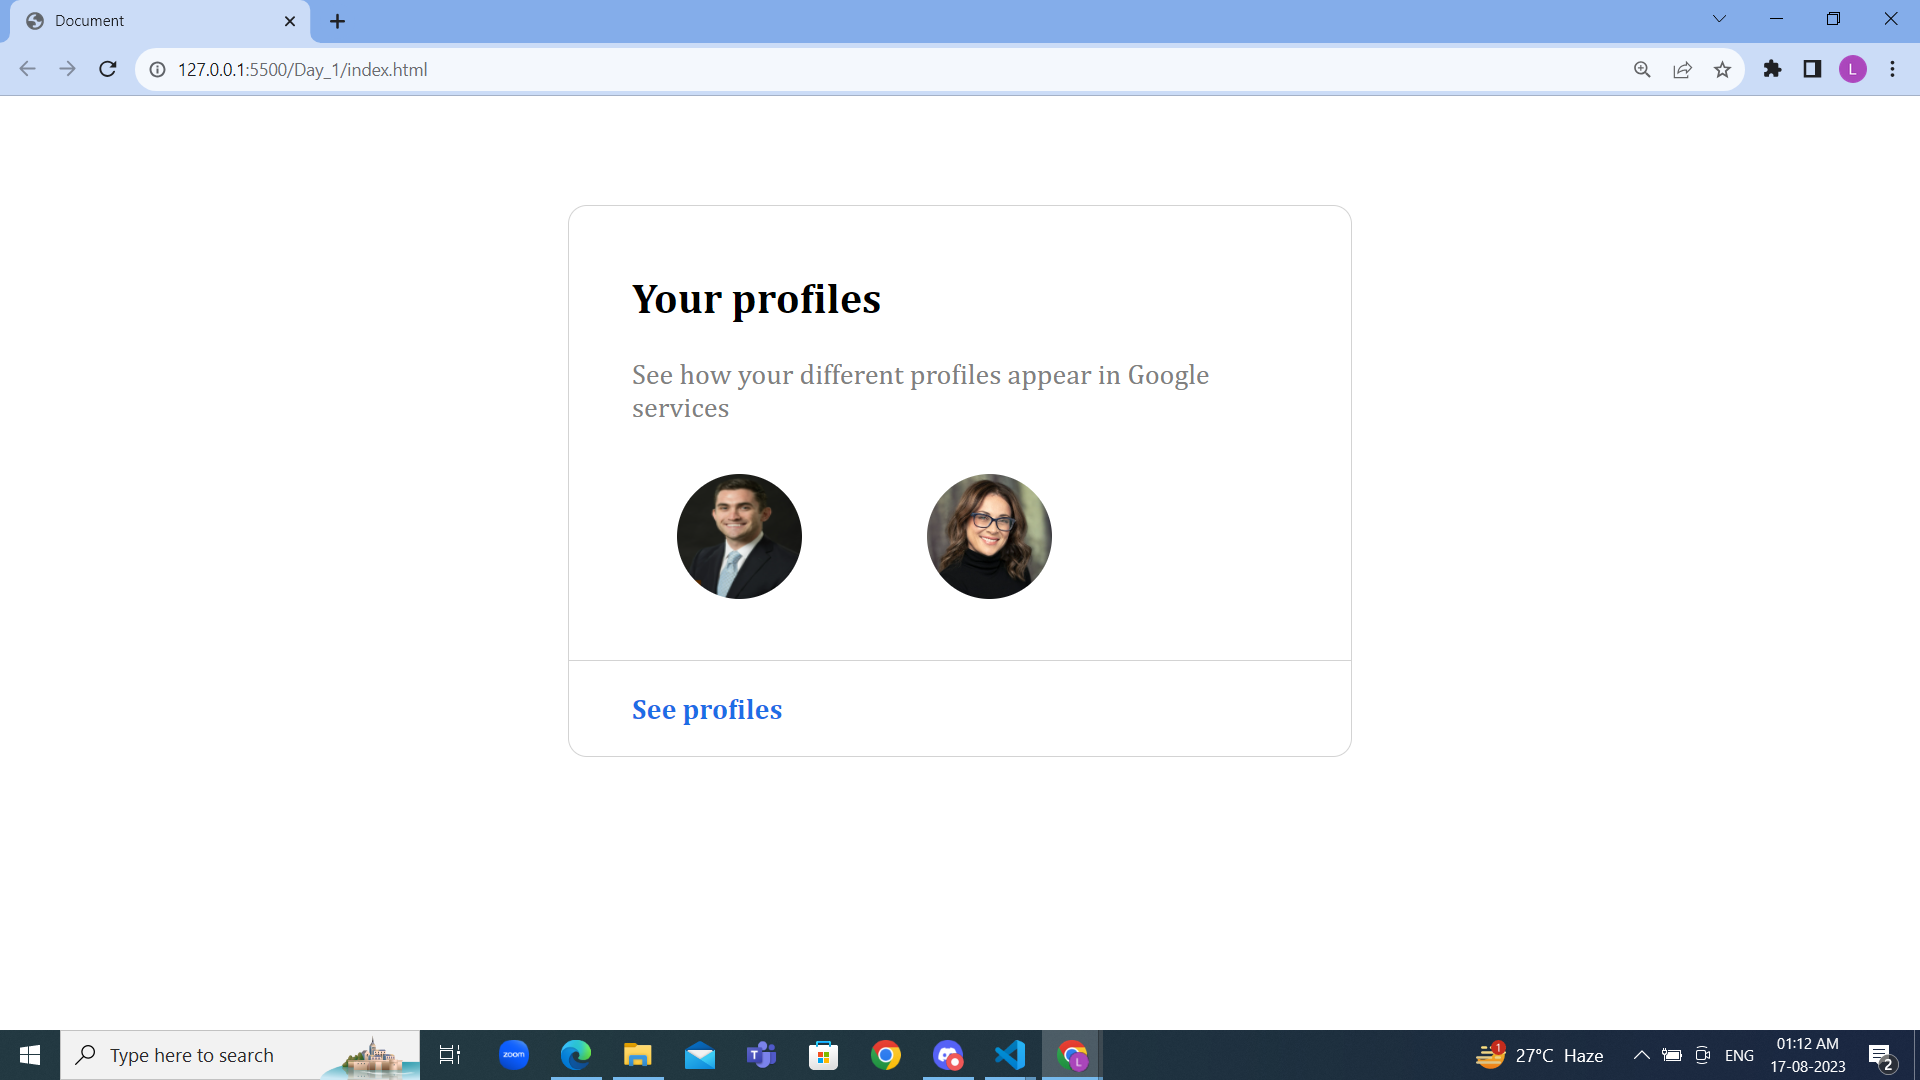 Document
127.0.0.1:5500/Day_1/index.html
L
Your profiles
See how your different profiles appear in Google
services
See profiles
Type here to search
zoom
T
L
1
27°C Haze
ENG
01:12 AM
17-08-2023
2